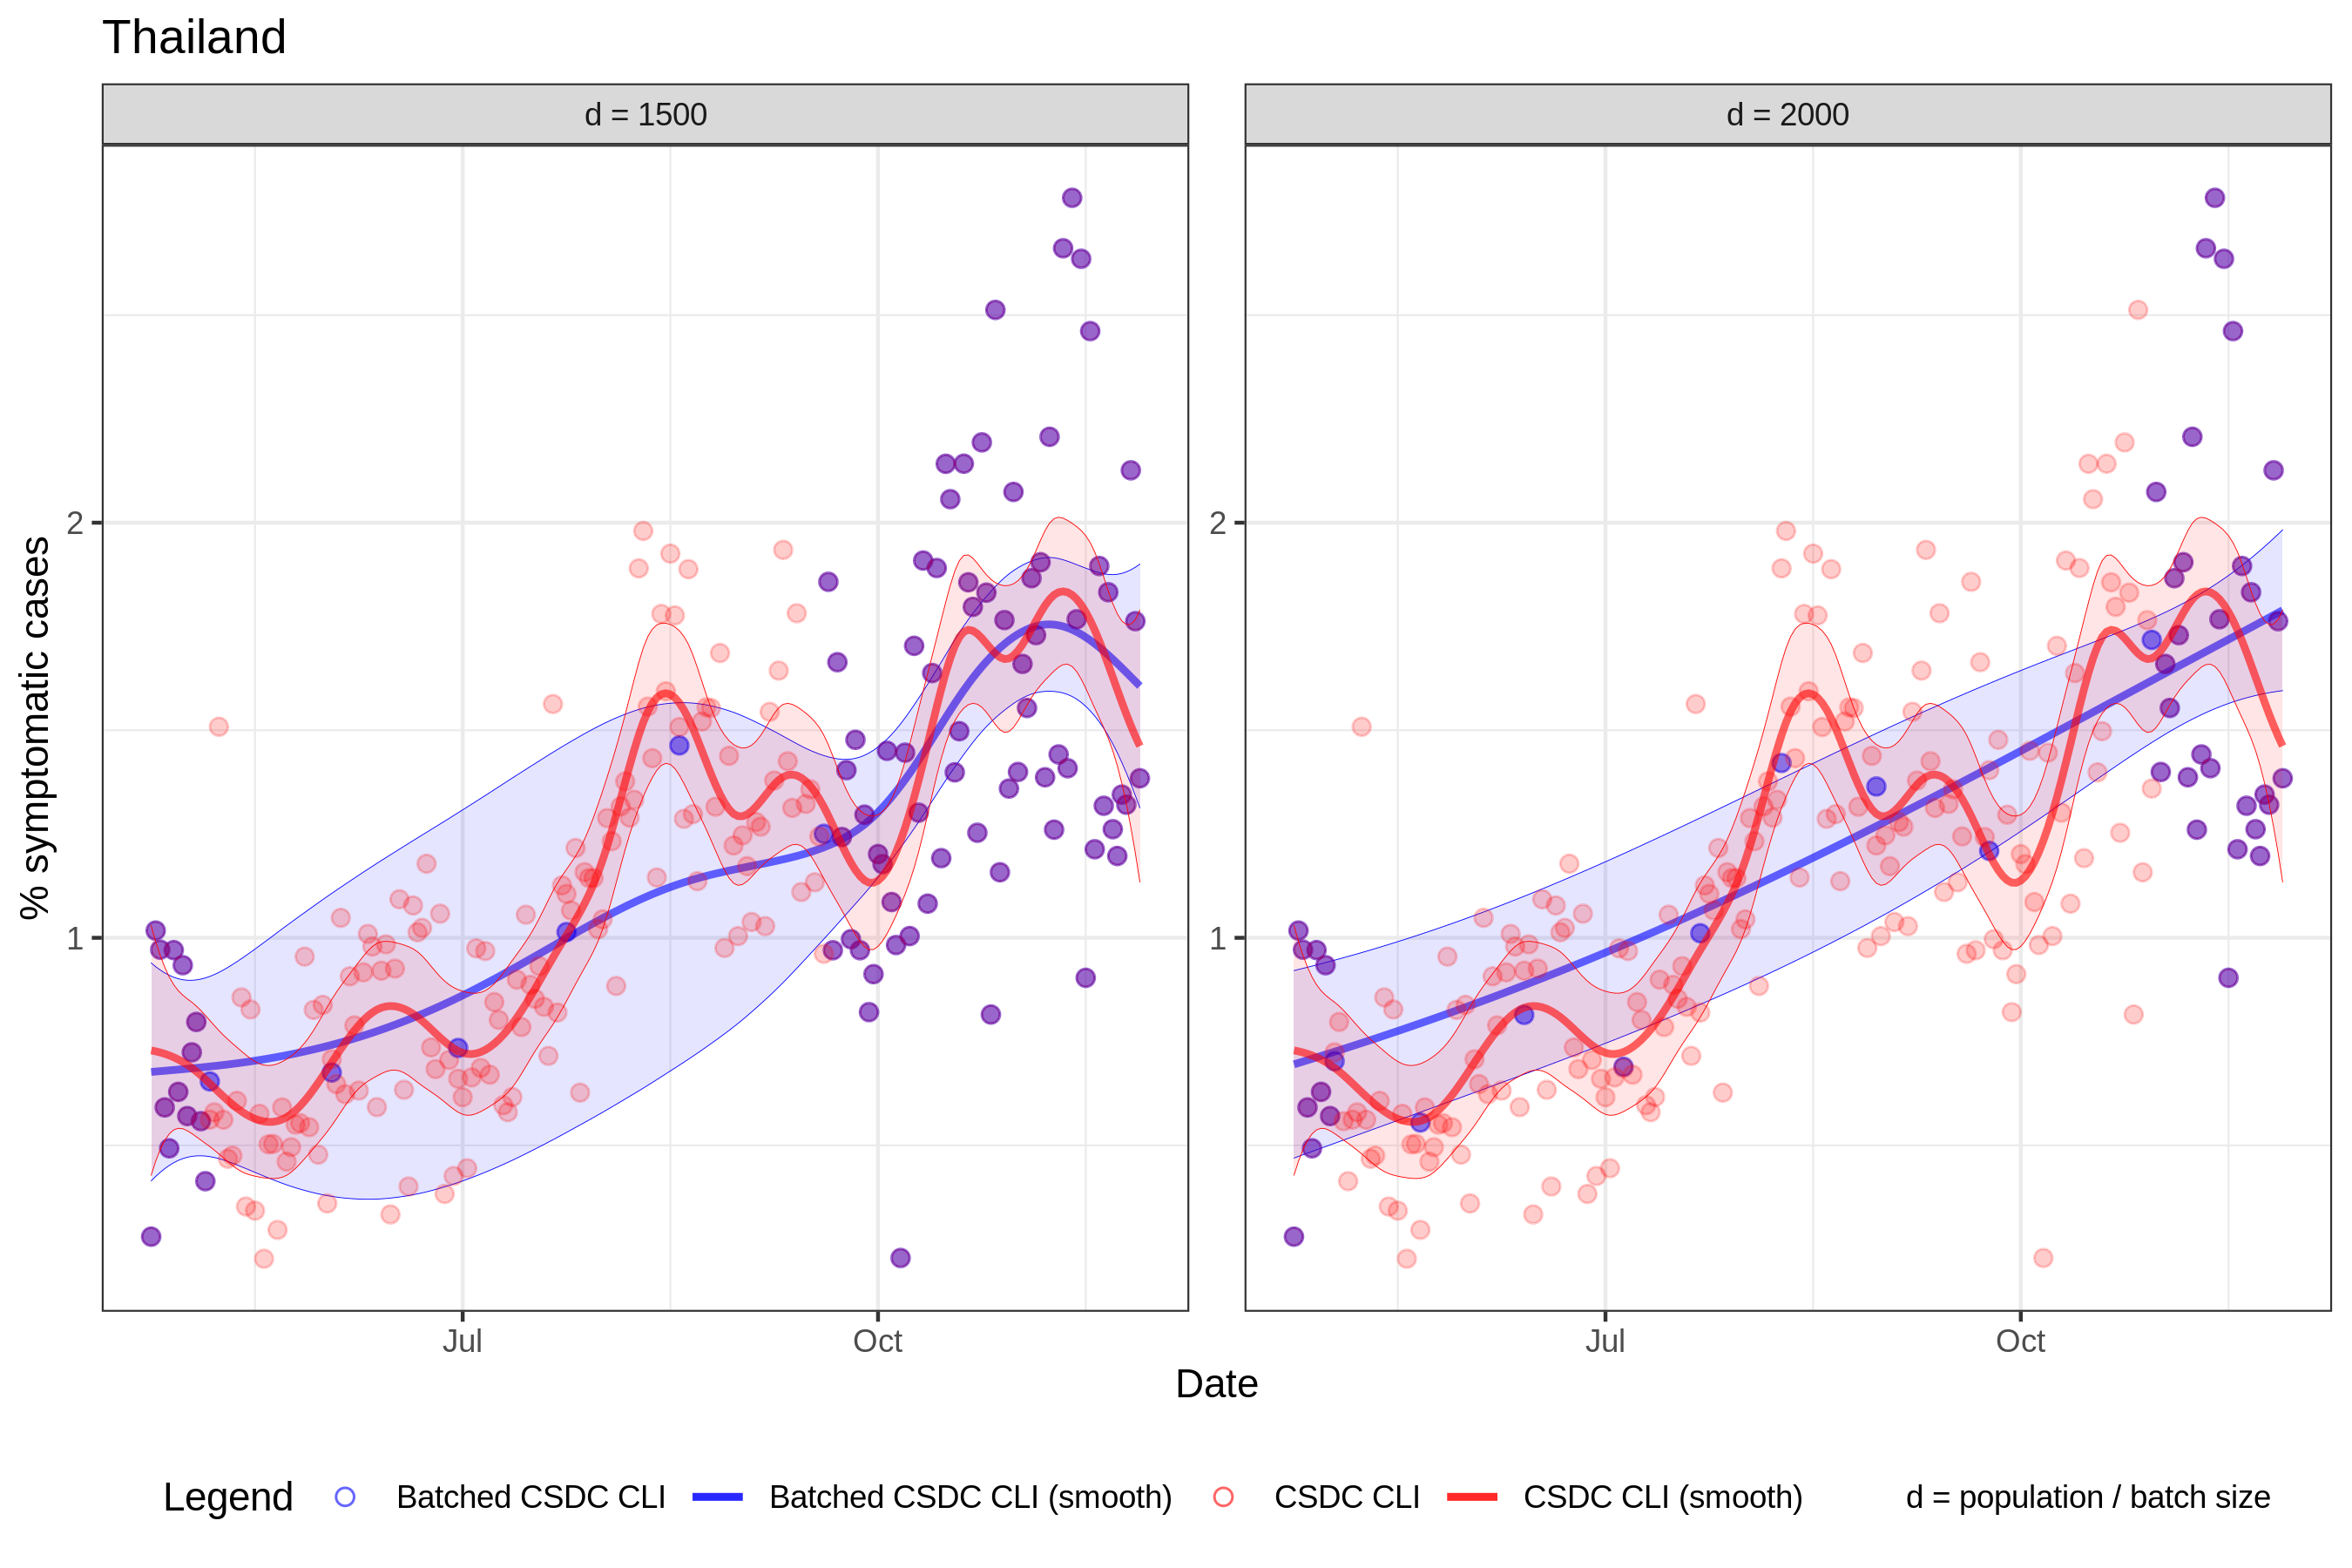 Thailand
d = 1500
d = 2000
% symptomatic cases
2
1
2
1
Jul
Oct
Jul
Oct
Date
Legend
Batched CSDC CLI
Batched CSDC CLI (smooth)
CSDC CLI
CSDC CLI (smooth)
d = population / batch size